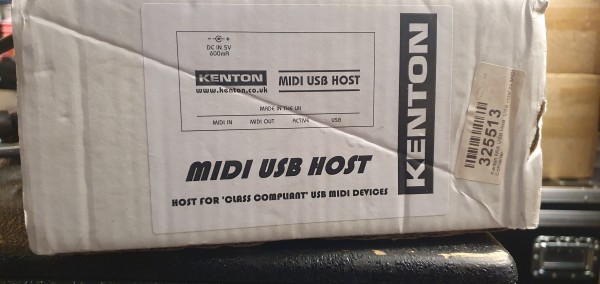 DC IN 5V
600mA
KENTON
www.kenton.co.uk
MIDI USB HOST
MADE IN THE UK
MIDI IN MIDI OUT ACTIVE USB
MIDI USB HOST
HOST FOR 'CLASS COMPLIANT' USB MIDI DEVICES
KENTON
325513